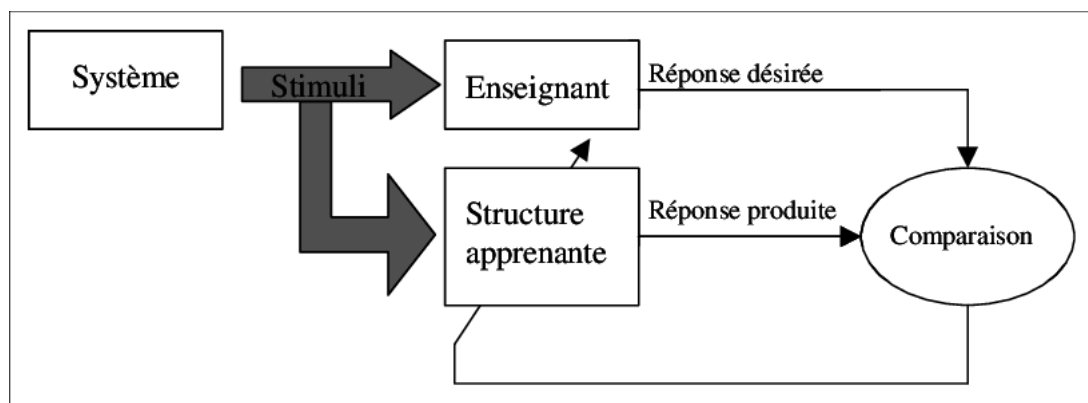 Système
Stimuli
Enseignant
Réponse désirée
Structure
apprenante
Réponse produite
Comparaison